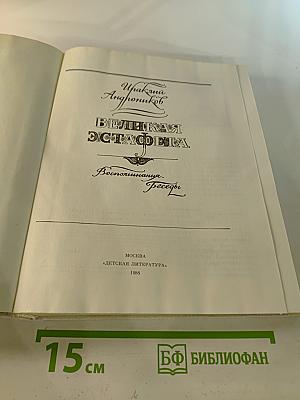 Ираклий
Андроников
ВЕЛИКАЯ
ЭСТАФЕТА
Воспоминания
Беседы
МОСКВА
«ДЕТСКАЯ ЛИТЕРАТУРА»
1988
15 см
БФ БИБЛИОФАН